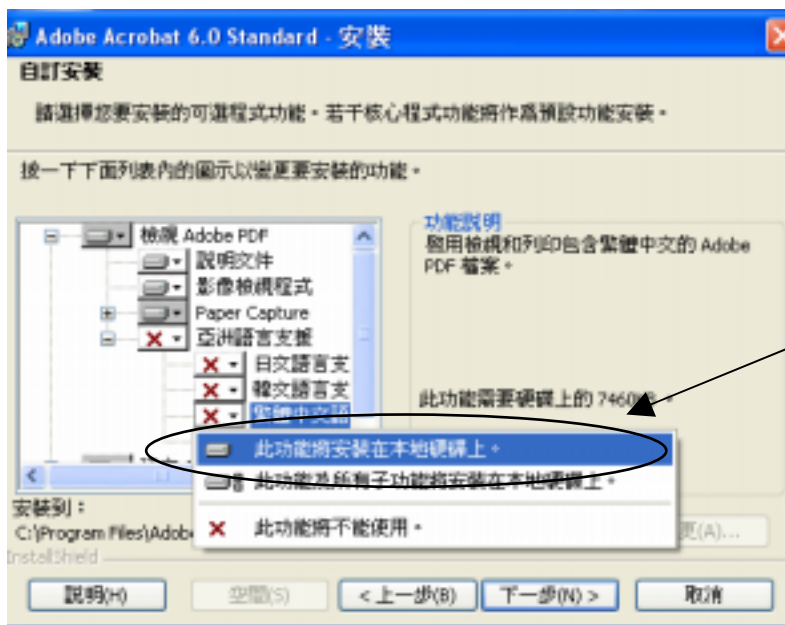 Adobe Acrobat 6.0 Standard - 安裝
自訂安裝
請選擇您要安裝的可選程式功能。若干核心程式功能將作為預設功能安裝。
按一下下面列表內的圖示以變更要安裝的功能。
檢視 Adobe PDF
說明文件
影像檢視程式
Paper Capture
亞洲語言支援
日文語言支
韓文語言支
繁體中文語
功能說明
啟用檢視和列印包含繁體中文的 Adobe
PDF 檔案。
此功能需要硬碟上的 7460KB。
此功能將安裝在本地硬碟上。
此功能及所有子功能將安裝在本地硬碟上。
此功能將不能使用。
安裝到：
C:\Program Files\Adob
更(A)...
InstallShield
說明(H)
空間(S)
< 上一步(B)
下一步(N) >
取消